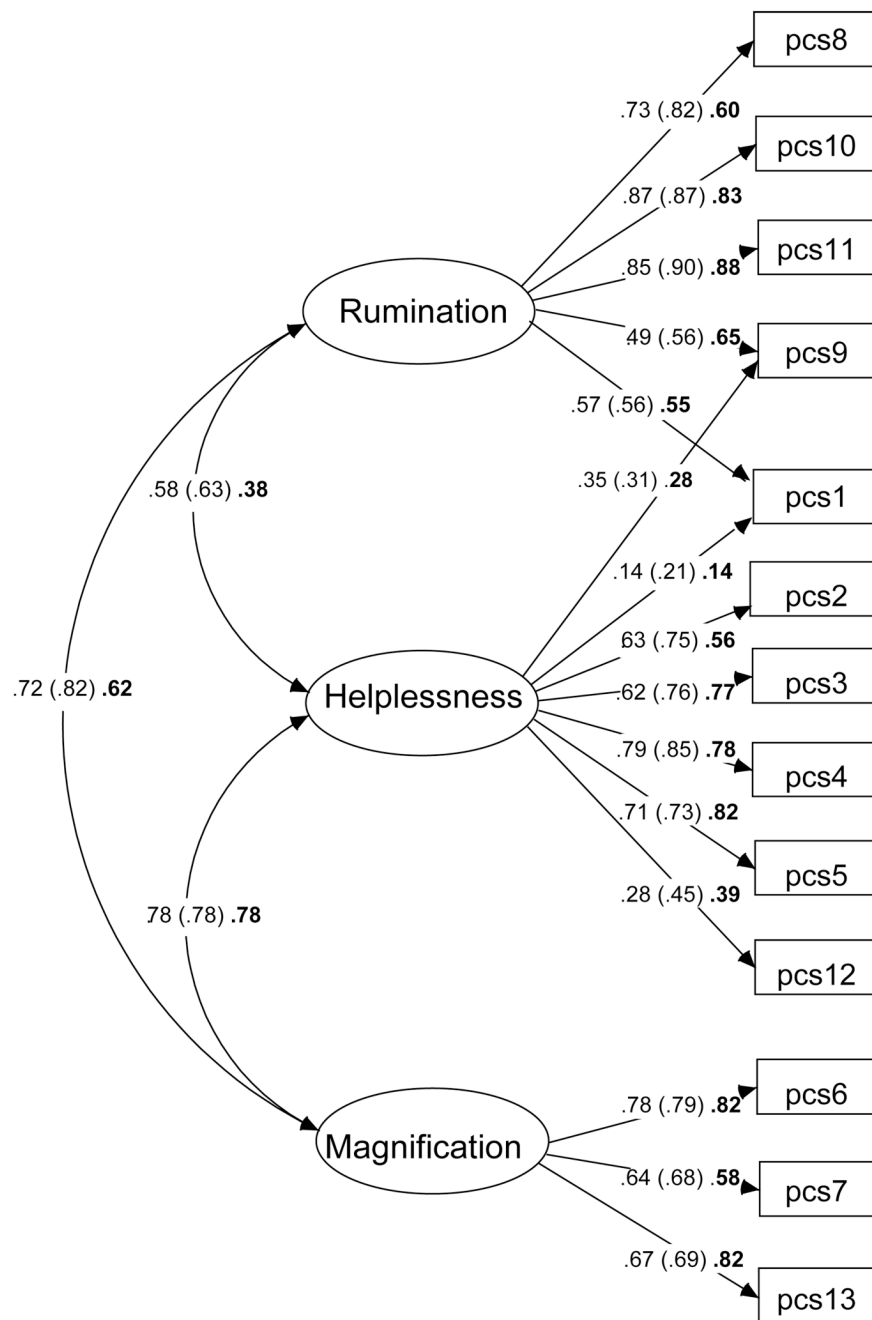 pcs8
.73 (.82) .60
pcs10
.87 (.87) .83
pcs11
.85 (.90) .88
Rumination
.49 (.56) .65
pcs9
.57 (.56) .55
.35 (.31) .28
.58 (.63) .38
pcs1
.14 (.21) .14
pcs2
.63 (.75) .56
pcs3
.62 (.76) .77
Helplessness
.72 (.82) .62
.79 (.85) .78
pcs4
.71 (.73) .82
pcs5
.28 (.45) .39
.78 (.78) .78
pcs12
pcs6
.78 (.79) .82
Magnification
.64 (.68) .58
pcs7
.67 (.69) .82
pcs13